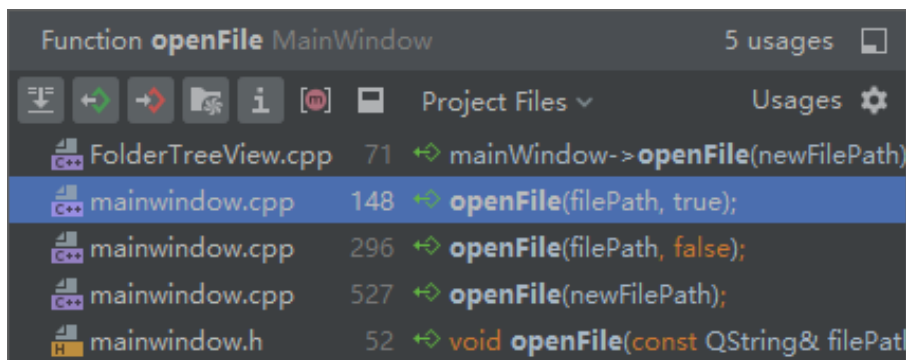 Function openFile MainWindow 5 usages
Project Files Usages
C++ FolderTreeView.cpp 71 mainWindow->openFile(newFilePath)
C++ mainwindow.cpp 148 openFile(filePath, true);
C++ mainwindow.cpp 296 openFile(filePath, false);
C++ mainwindow.cpp 527 openFile(newFilePath);
H mainwindow.h 52 void openFile(const QString& filePath